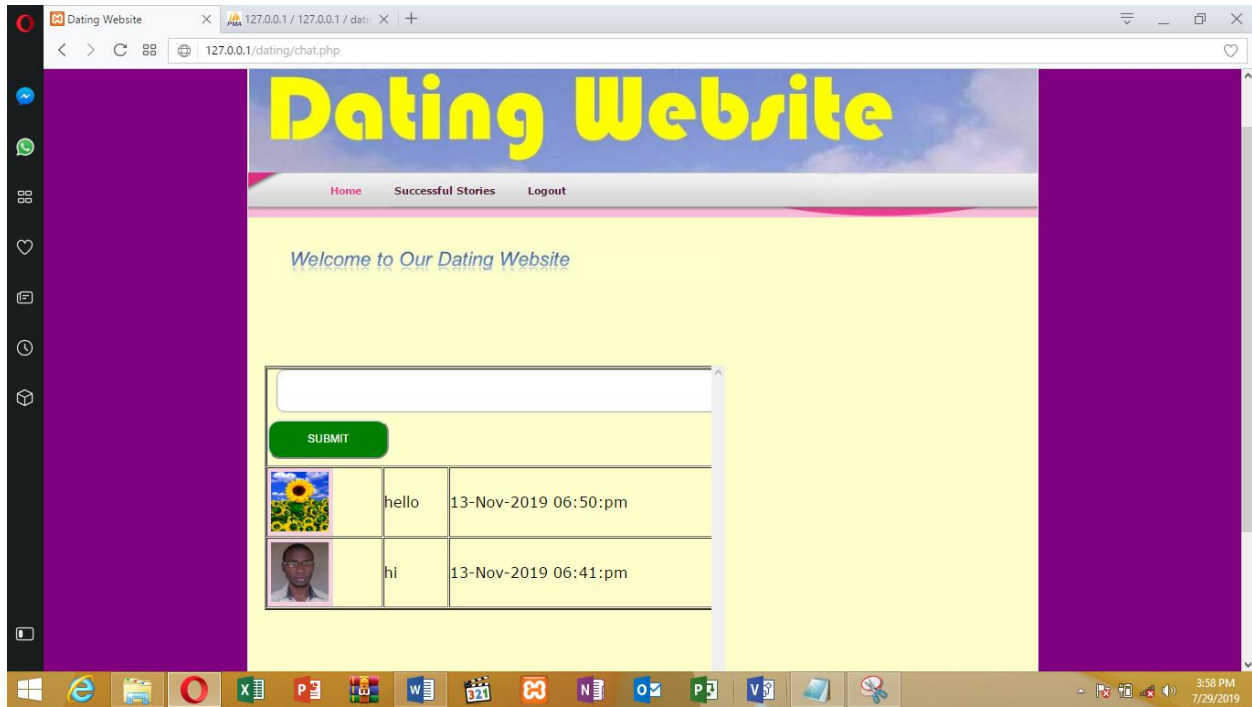 Dating Website
127.0.0.1 / 127.0.0.1 / dati
127.0.0.1/dating/chat.php
Dating Website
Home Successful Stories Logout
Welcome to Our Dating Website
SUBMIT
hello 13-Nov-2019 06:50:pm
hi 13-Nov-2019 06:41:pm
3:58 PM
7/29/2019